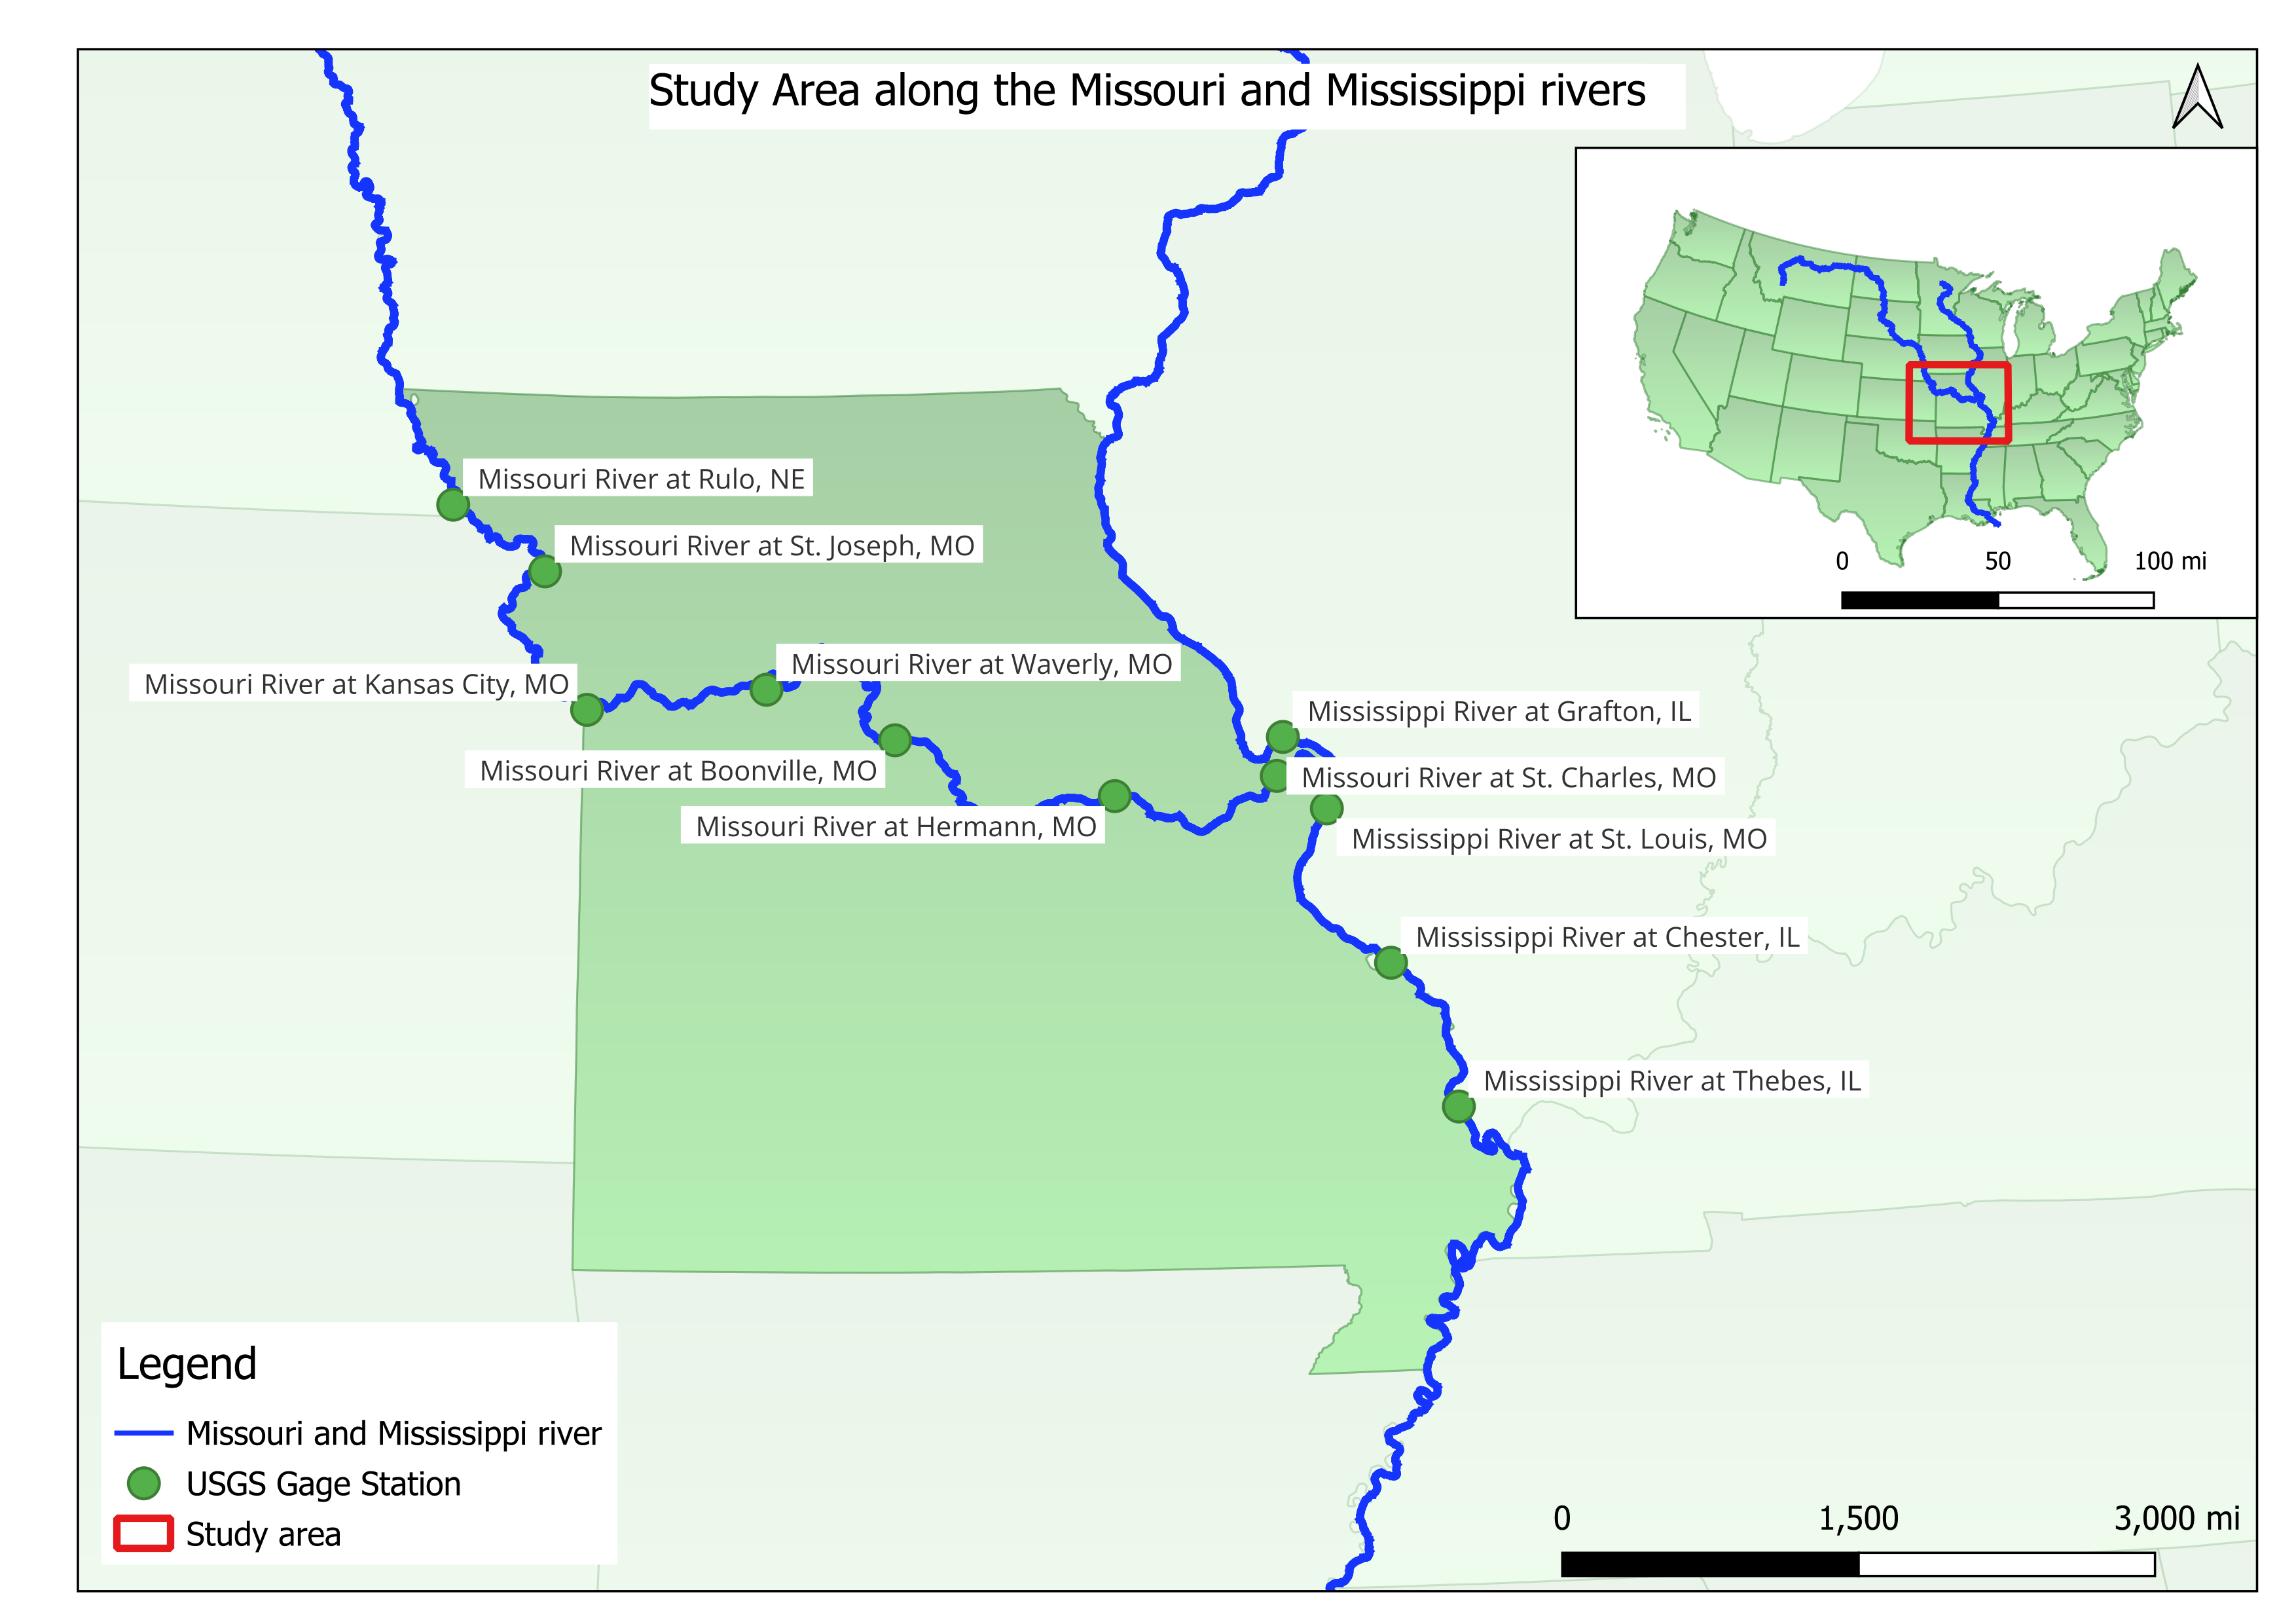 Study Area along the Missouri and Mississippi rivers
0 50 100 mi
Missouri River at Rulo, NE
Missouri River at St. Joseph, MO
Missouri River at Waverly, MO
Missouri River at Kansas City, MO
Mississippi River at Grafton, IL
Missouri River at Boonville, MO
Missouri River at St. Charles, MO
Missouri River at Hermann, MO
Mississippi River at St. Louis, MO
Mississippi River at Chester, IL
Mississippi River at Thebes, IL
Legend
Missouri and Mississippi river
USGS Gage Station
Study area
0 1,500 3,000 mi